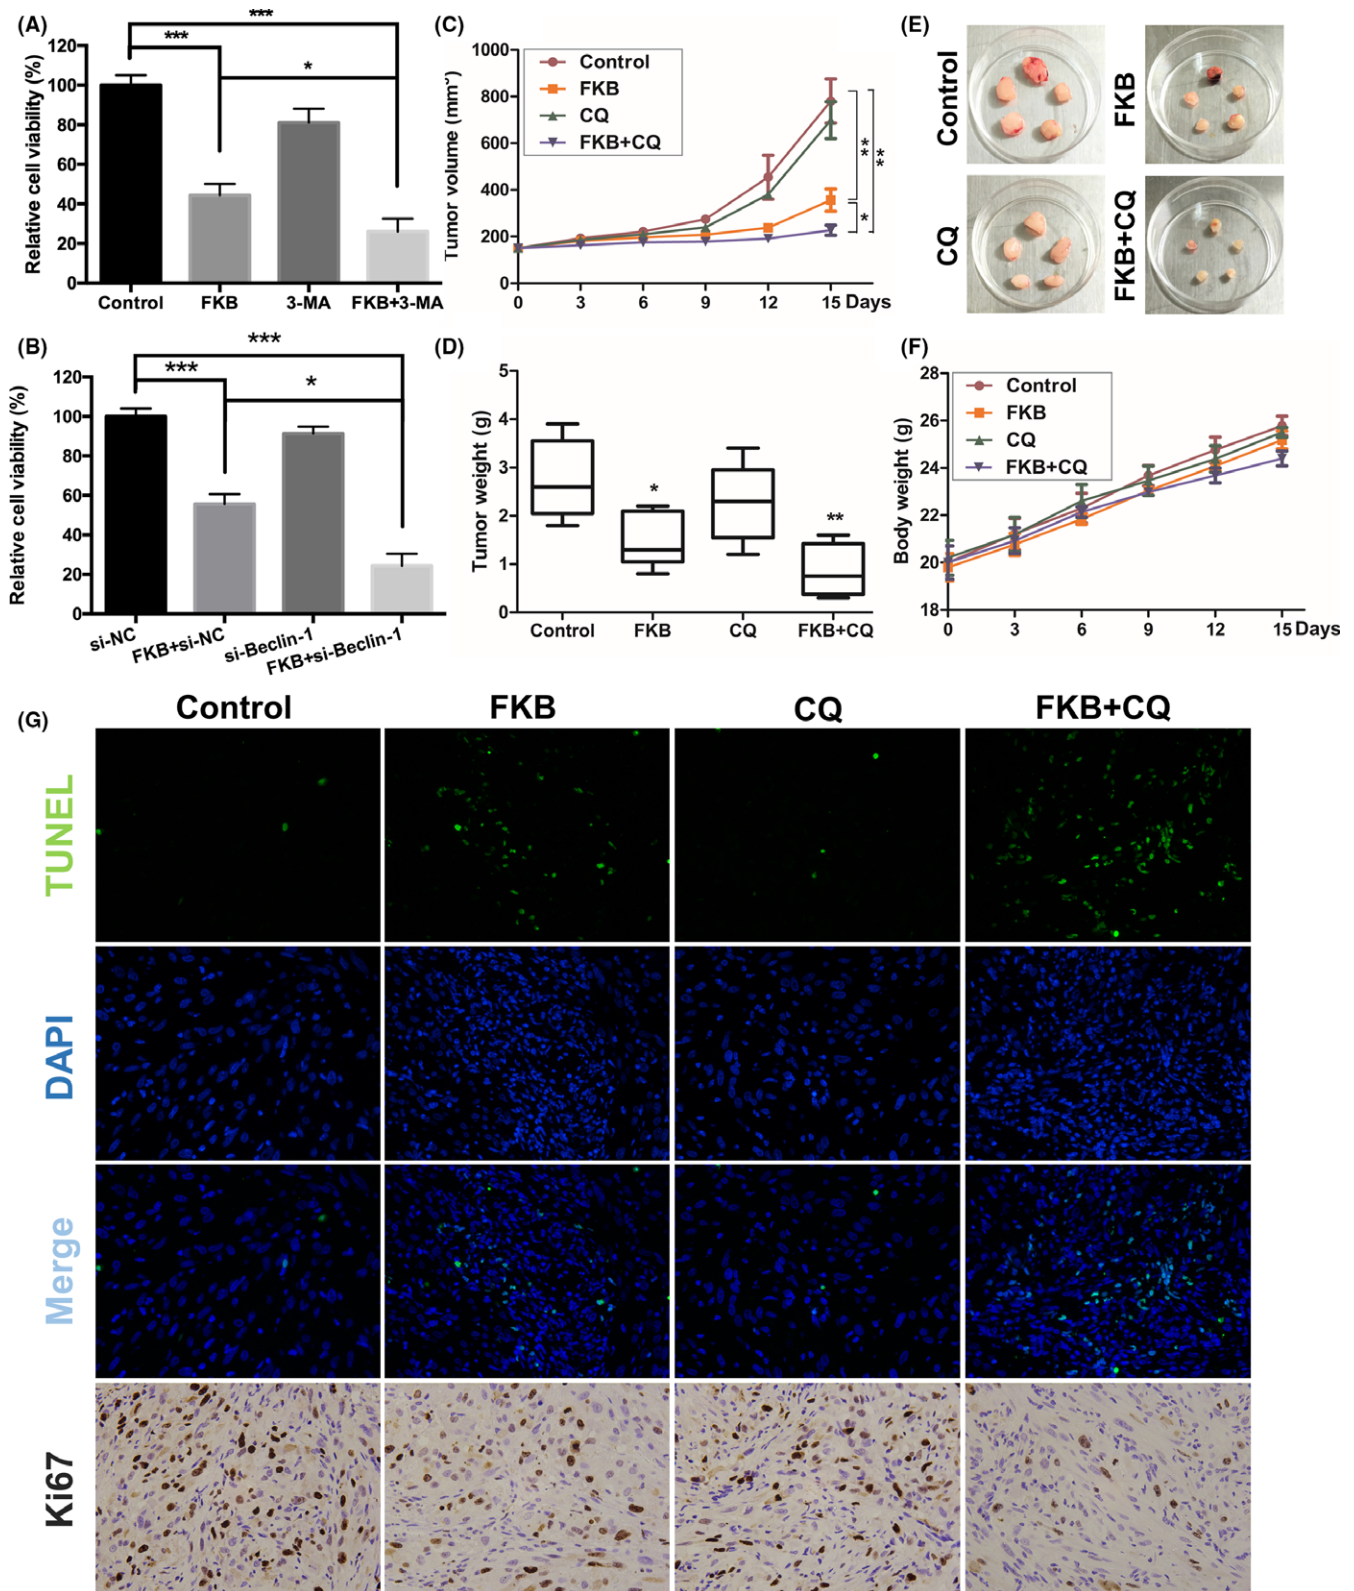 (A)
***
***
*
Relative cell viability (%)
120
100
80
60
40
20
0
Control FKB 3-MA FKB+3-MA
(B)
***
***
*
Relative cell viability (%)
120
100
80
60
40
20
0
si-NC
FKB+si-NC
si-Beclin-1
FKB+si-Beclin-1
(C)
Tumor volume (mm³)
1000
800
600
400
200
0
Control
FKB
CQ
FKB+CQ
**
**
*
0 3 6 9 12 15 Days
(D)
Tumor weight (g)
5
4
3
2
1
0
*
**
Control FKB CQ FKB+CQ
(E)
Control
FKB
CQ
FKB+CQ
(F)
Body weight (g)
28
26
24
22
20
18
Control
FKB
CQ
FKB+CQ
0 3 6 9 12 15 Days
(G)
Control FKB CQ FKB+CQ
TUNEL
DAPI
Merge
Ki67